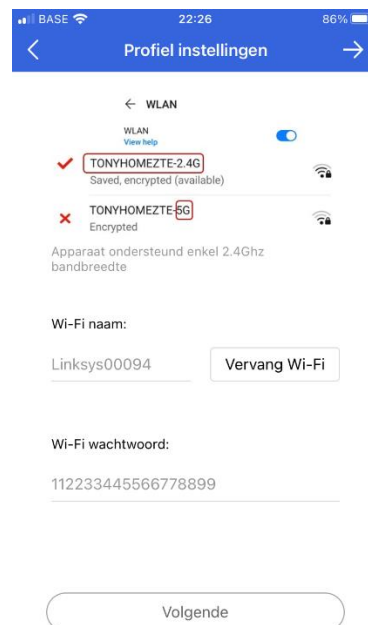 BASE 22:26 86%
Profiel instellingen
← WLAN
WLAN
View help
TONYHOMEZTE-2.4G
Saved, encrypted (available)
TONYHOMEZTE-5G
Encrypted
Apparaat ondersteund enkel 2.4Ghz
bandbreedte
Wi-Fi naam:
Linksys00094 Vervang Wi-Fi
Wi-Fi wachtwoord:
112233445566778899
Volgende